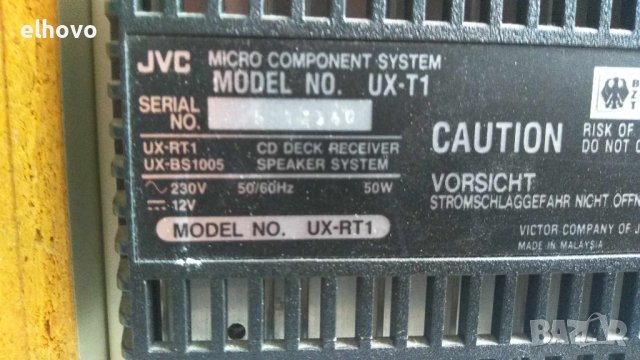 elhovo
JVC MICRO COMPONENT SYSTEM
MODEL NO. UX-T1
SERIAL
NO.
UX-RT1 CD DECK RECEIVER
UX-BS1005 SPEAKER SYSTEM
230V 50/60Hz 50W
12V
MODEL NO. UX-RT1
B
Z
T
CAUTION
RISK OF
DO NOT
VORSICHT
STROMSCHLAGGEFAHR NICHT ÖFFN
VICTOR COMPANY OF J
MADE IN MALAYSIA
BAZAR